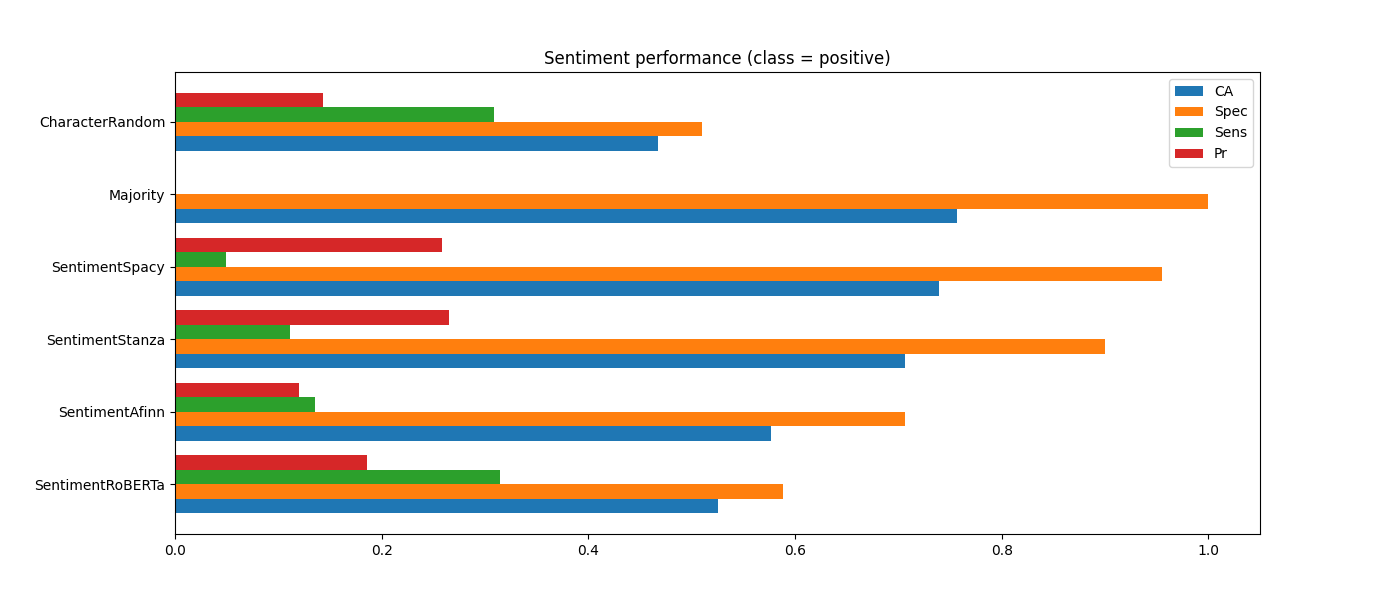 Sentiment performance (class = positive)
CA
Spec
Sens
Pr
CharacterRandom
Majority
SentimentSpacy
SentimentStanza
SentimentAfinn
SentimentRoBERTa
0.0 0.2 0.4 0.6 0.8 1.0